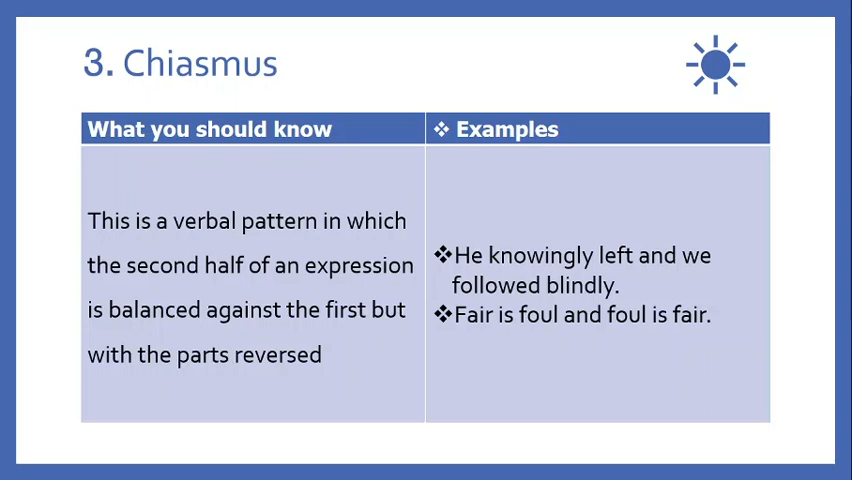 3. Chiasmus
What you should know
❖ Examples
This is a verbal pattern in which
the second half of an expression
is balanced against the first but
with the parts reversed
❖He knowingly left and we
followed blindly.
❖Fair is foul and foul is fair.